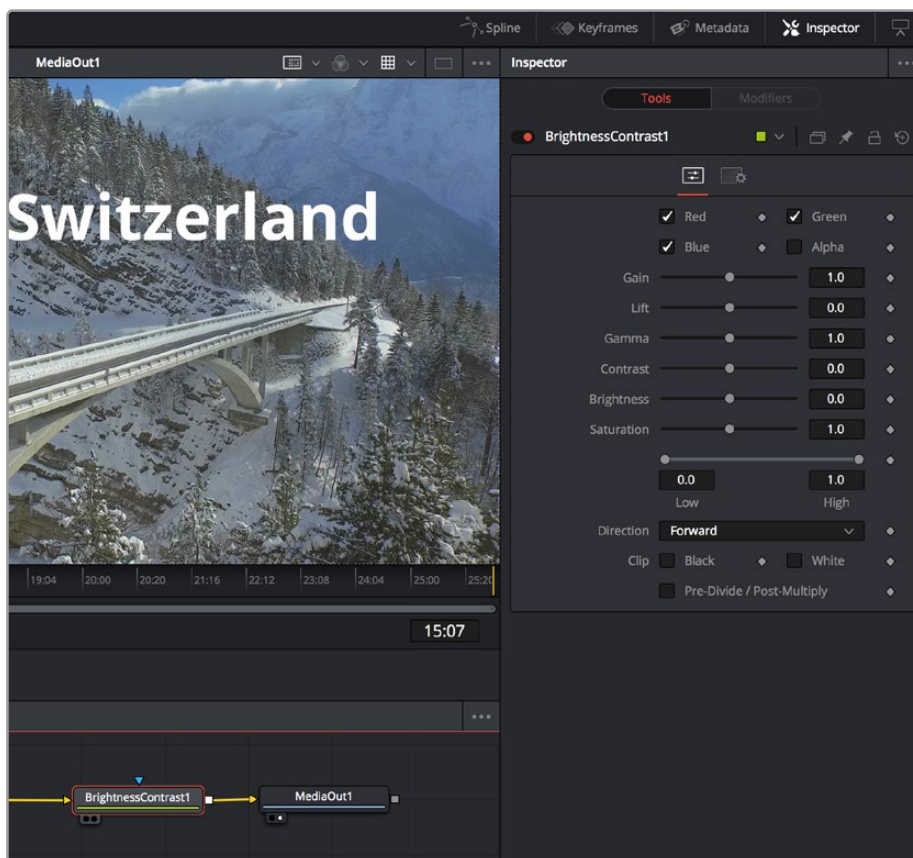 Spline Keyframes Metadata Inspector
MediaOut1
Inspector
Tools Modifiers
BrightnessContrast1
Switzerland
Red Green
Blue Alpha
Gain 1.0
Lift 0.0
Gamma 1.0
Contrast 0.0
Brightness 0.0
Saturation 1.0
0.0 1.0
Low High
Direction Forward
Clip Black White
Pre-Divide / Post-Multiply
19:04 20:00 20:20 21:16 22:12 23:08 24:04 25:00 25:20
15:07
BrightnessContrast1 MediaOut1